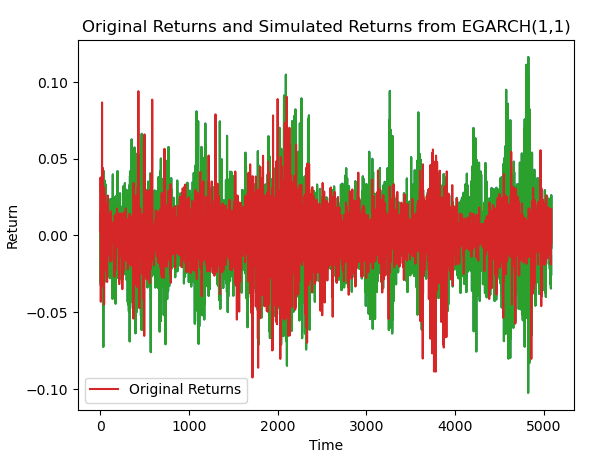 Original Returns and Simulated Returns from EGARCH(1,1)
0.10
0.05
0.00
−0.05
−0.10
Return
Original Returns
0 1000 2000 3000 4000 5000
Time